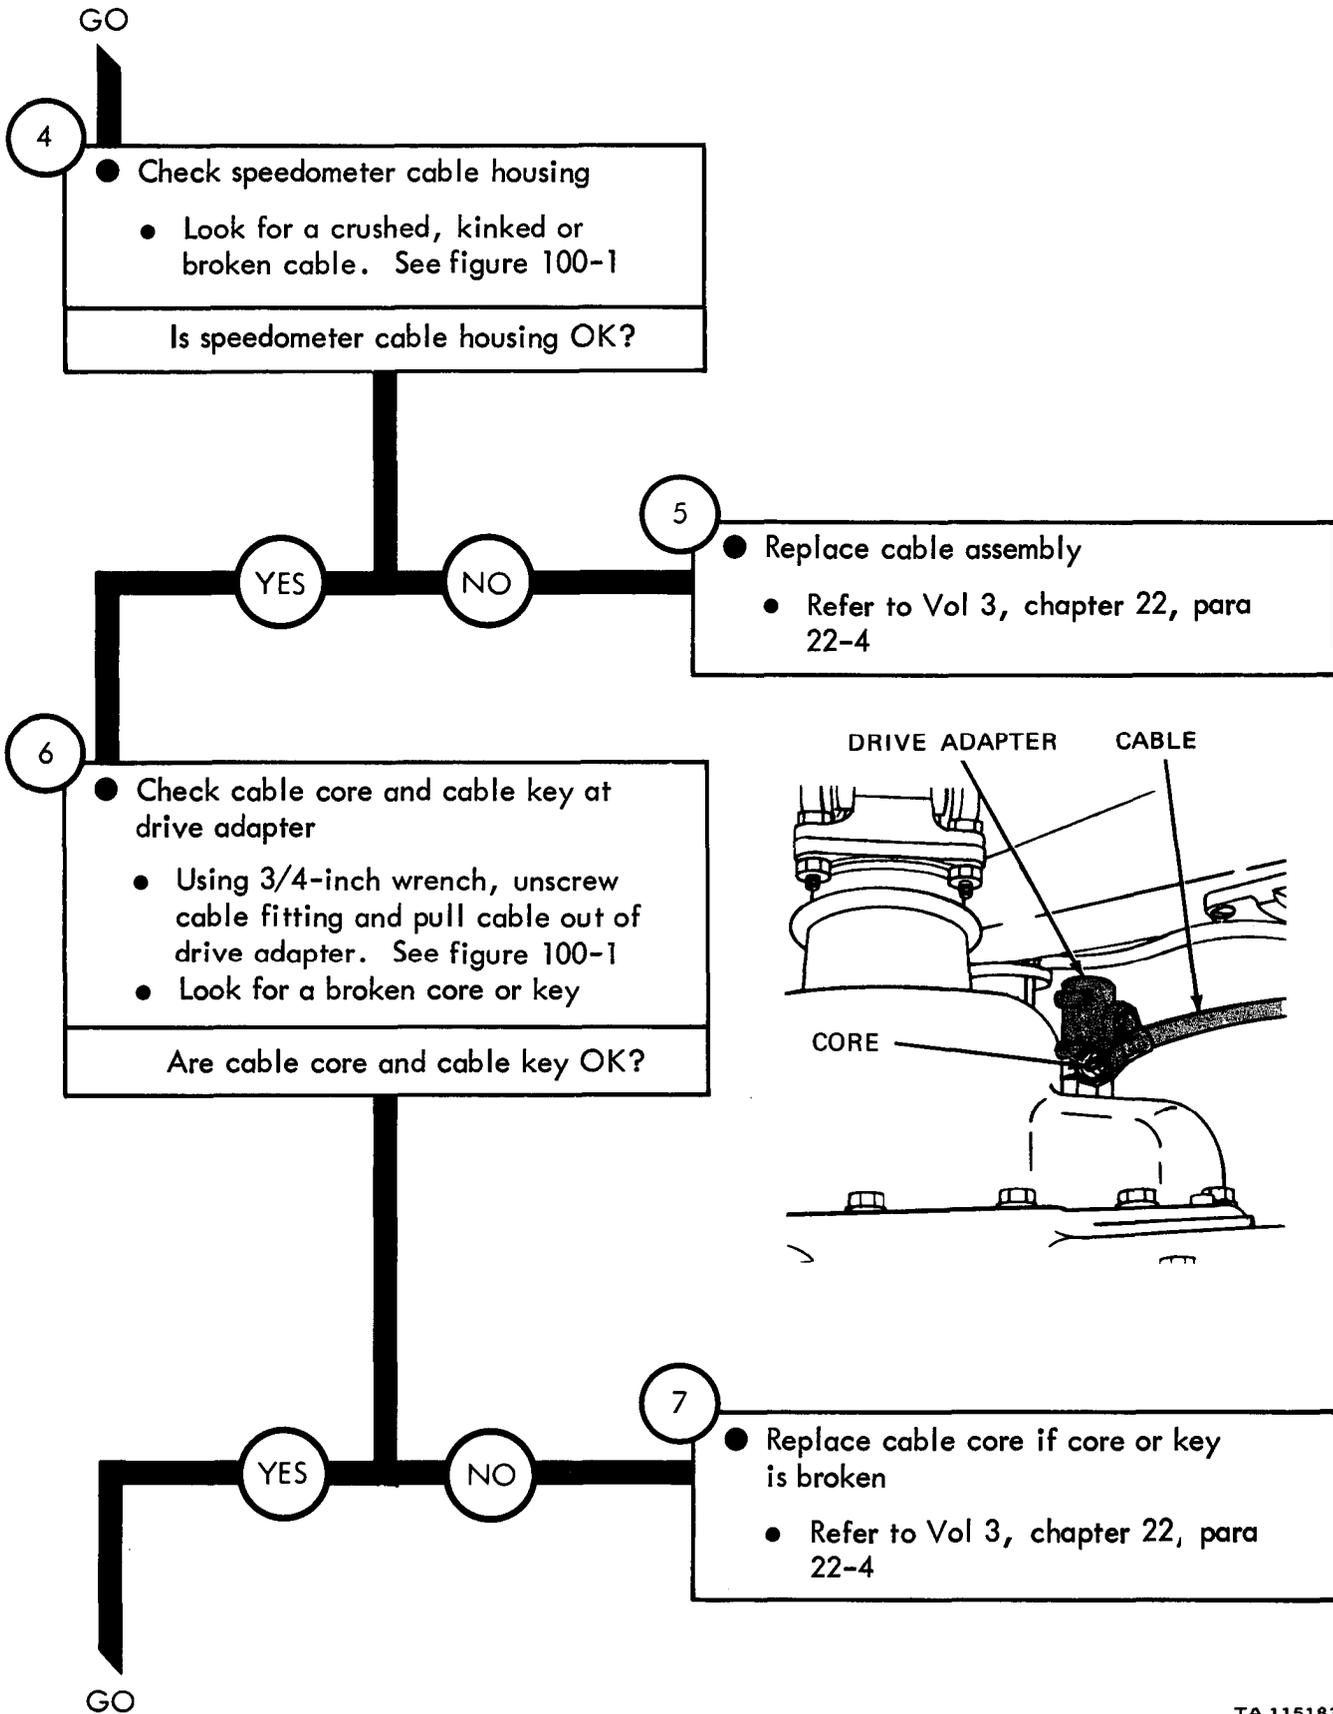 GO
4
● Check speedometer cable housing
● Look for a crushed, kinked or
broken cable. See figure 100-1
Is speedometer cable housing OK?
YES
NO
5
● Replace cable assembly
● Refer to Vol 3, chapter 22, para
22-4
6
● Check cable core and cable key at
drive adapter
● Using 3/4-inch wrench, unscrew
cable fitting and pull cable out of
drive adapter. See figure 100-1
● Look for a broken core or key
Are cable core and cable key OK?
DRIVE ADAPTER
CABLE
CORE
YES
NO
7
● Replace cable core if core or key
is broken
● Refer to Vol 3, chapter 22, para
22-4
GO